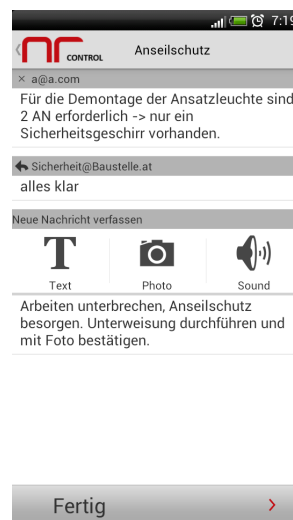 7:19
nr CONTROL Anseilschutz
× a@a.com
Für die Demontage der Ansatzleuchte sind
2 AN erforderlich -> nur ein
Sicherheitsgeschirr vorhanden.
Sicherheit@Baustelle.at
alles klar
Neue Nachricht verfassen
T
Text Photo Sound
Arbeiten unterbrechen, Anseilschutz
besorgen. Unterweisung durchführen und
mit Foto bestätigen.
Fertig